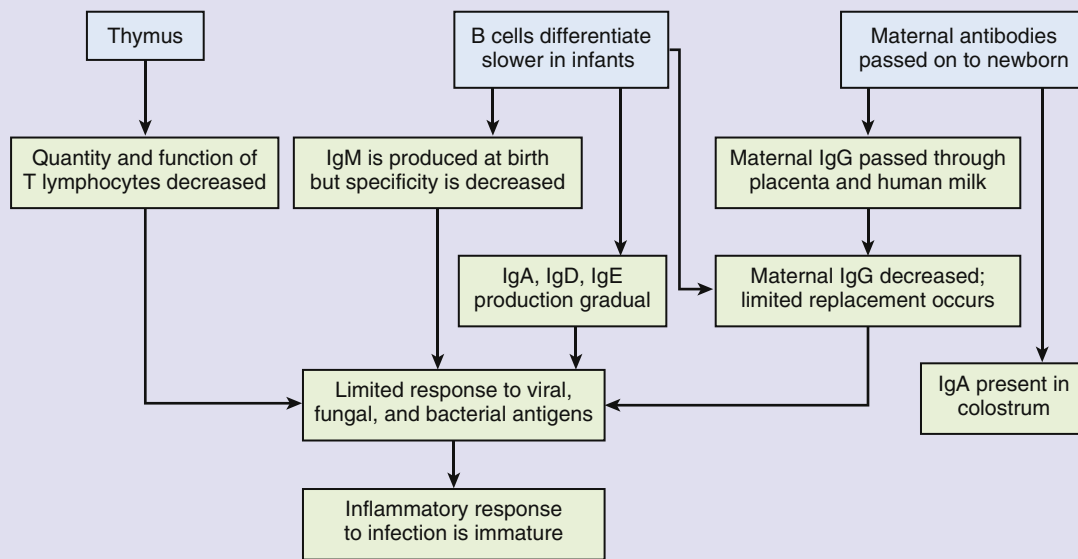 Thymus
B cells differentiate
slower in infants
Maternal antibodies
passed on to newborn
Quantity and function of
T lymphocytes decreased
IgM is produced at birth
but specificity is decreased
Maternal IgG passed through
placenta and human milk
IgA, IgD, IgE
production gradual
Maternal IgG decreased;
limited replacement occurs
Limited response to viral,
fungal, and bacterial antigens
IgA present in
colostrum
Inflammatory response
to infection is immature